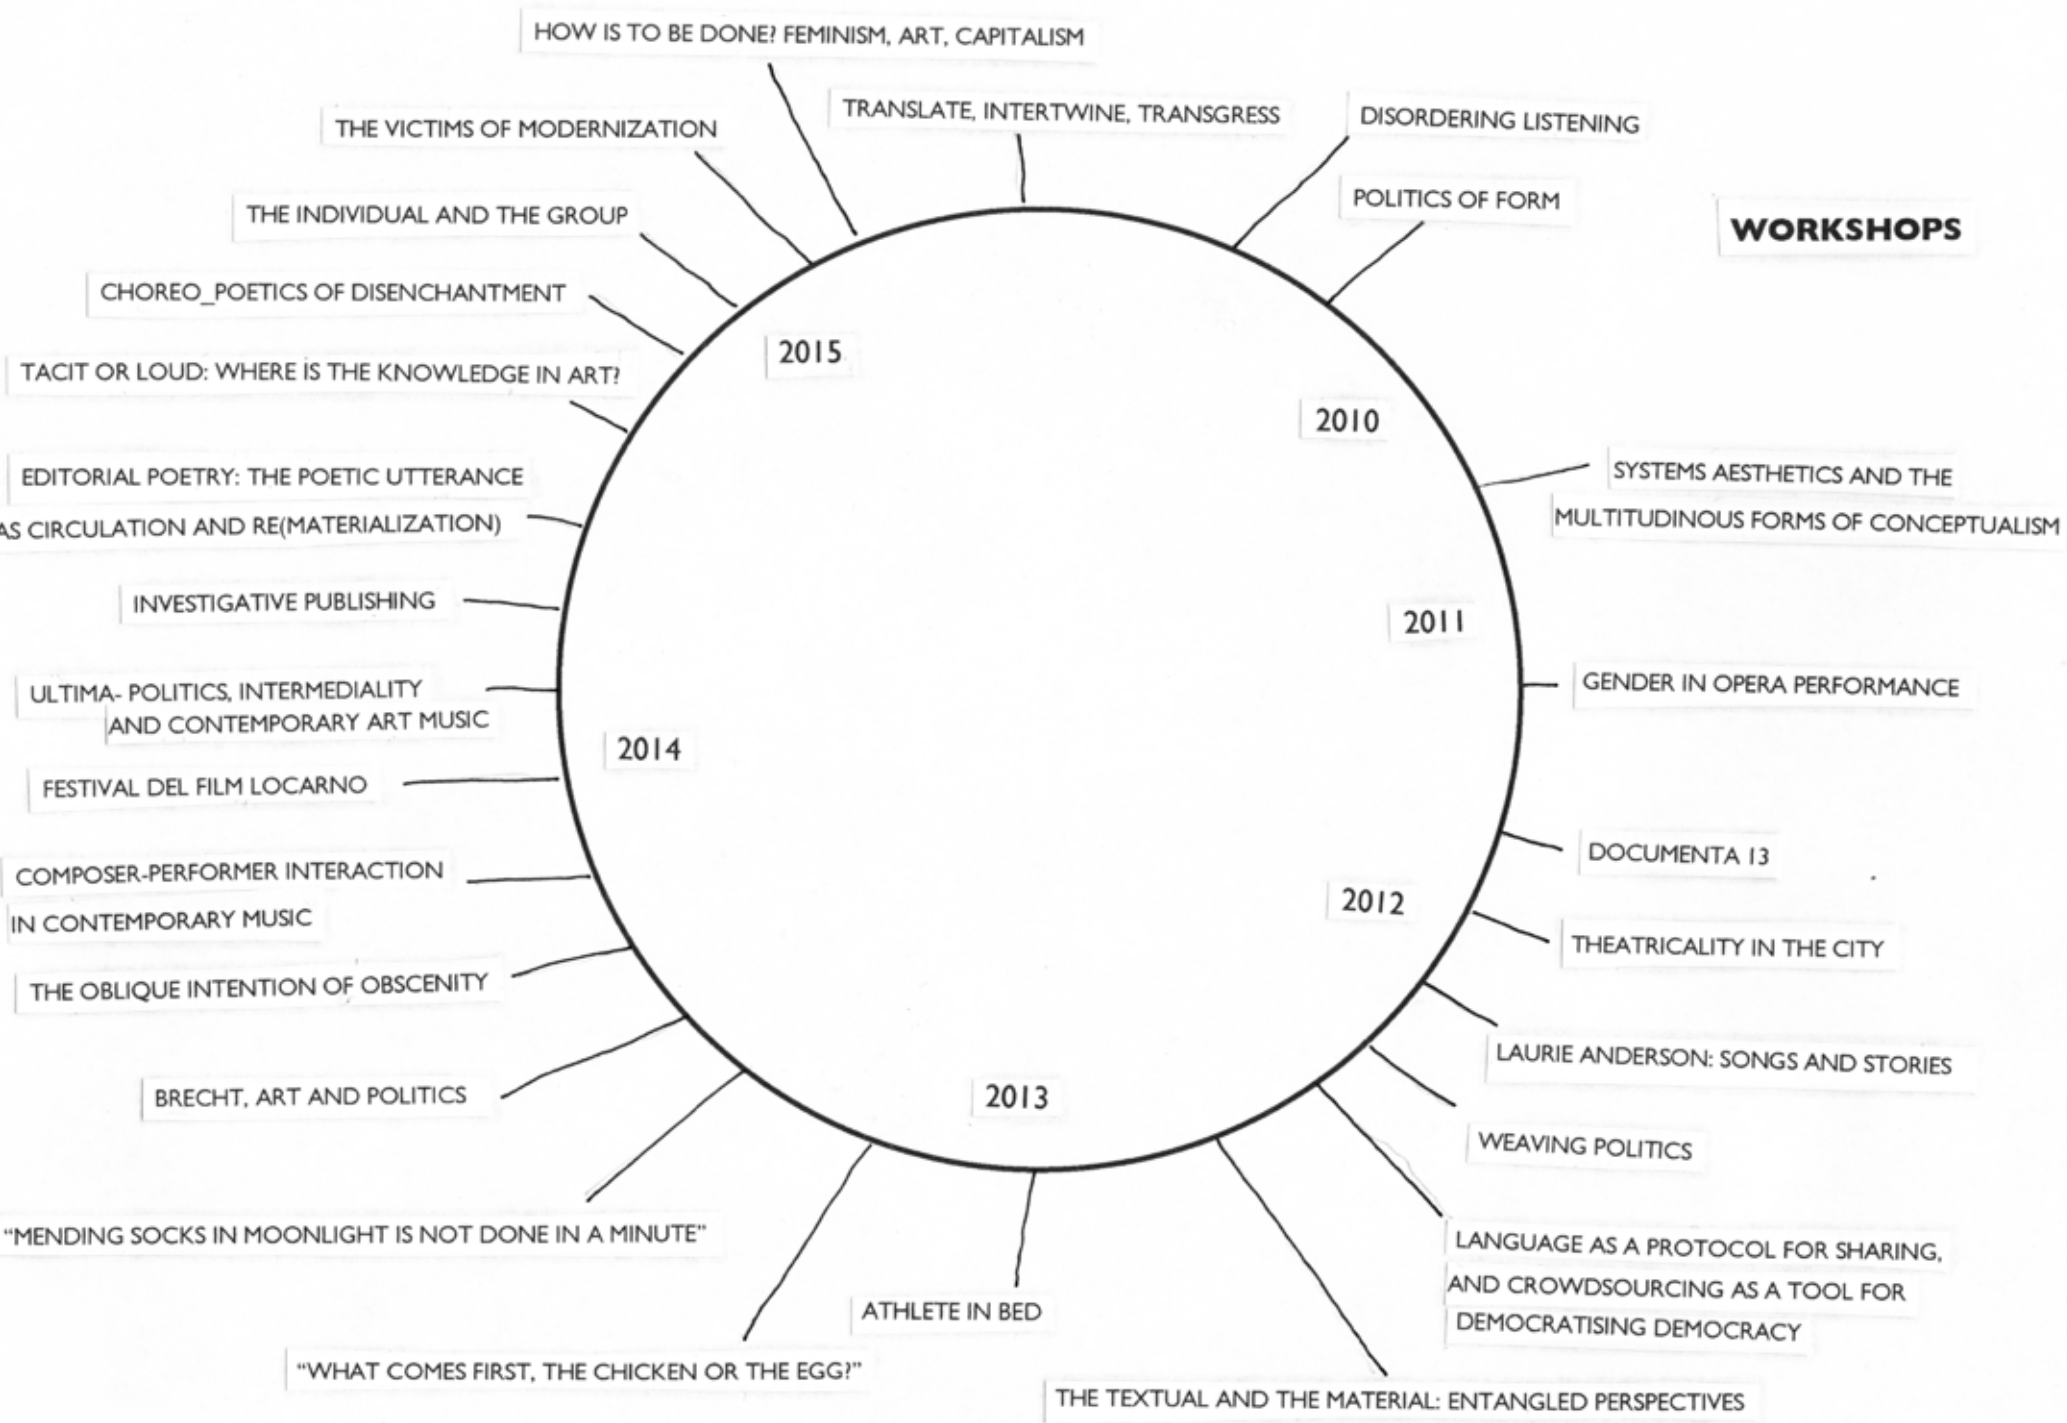 HOW IS TO BE DONE? FEMINISM, ART, CAPITALISM
TRANSLATE, INTERTWINE, TRANSGRESS
DISORDERING LISTENING
THE VICTIMS OF MODERNIZATION
POLITICS OF FORM
THE INDIVIDUAL AND THE GROUP
WORKSHOPS
CHOREO_POETICS OF DISENCHANTMENT
2015
TACIT OR LOUD: WHERE IS THE KNOWLEDGE IN ART?
2010
EDITORIAL POETRY: THE POETIC UTTERANCE
AS CIRCULATION AND RE(MATERIALIZATION)
SYSTEMS AESTHETICS AND THE
MULTITUDINOUS FORMS OF CONCEPTUALISM
INVESTIGATIVE PUBLISHING
2011
ULTIMA- POLITICS, INTERMEDIALITY
AND CONTEMPORARY ART MUSIC
GENDER IN OPERA PERFORMANCE
2014
FESTIVAL DEL FILM LOCARNO
DOCUMENTA 13
COMPOSER-PERFORMER INTERACTION
IN CONTEMPORARY MUSIC
2012
THEATRICALITY IN THE CITY
THE OBLIQUE INTENTION OF OBSCENITY
LAURIE ANDERSON: SONGS AND STORIES
BRECHT, ART AND POLITICS
2013
WEAVING POLITICS
"MENDING SOCKS IN MOONLIGHT IS NOT DONE IN A MINUTE"
LANGUAGE AS A PROTOCOL FOR SHARING,
AND CROWDSOURCING AS A TOOL FOR
DEMOCRATISING DEMOCRACY
ATHLETE IN BED
"WHAT COMES FIRST, THE CHICKEN OR THE EGG?"
THE TEXTUAL AND THE MATERIAL: ENTANGLED PERSPECTIVES